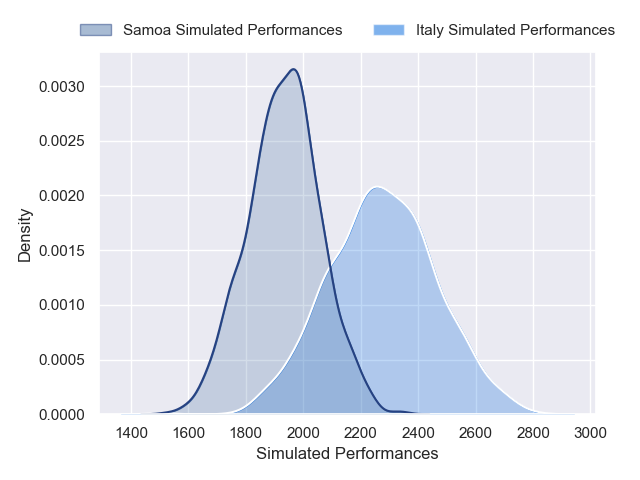 Samoa Simulated Performances Italy Simulated Performances
0.0030
0.0025
0.0020
0.0015
0.0010
0.0005
0.0000
Density
1400 1600 1800 2000 2200 2400 2600 2800 3000
Simulated Performances